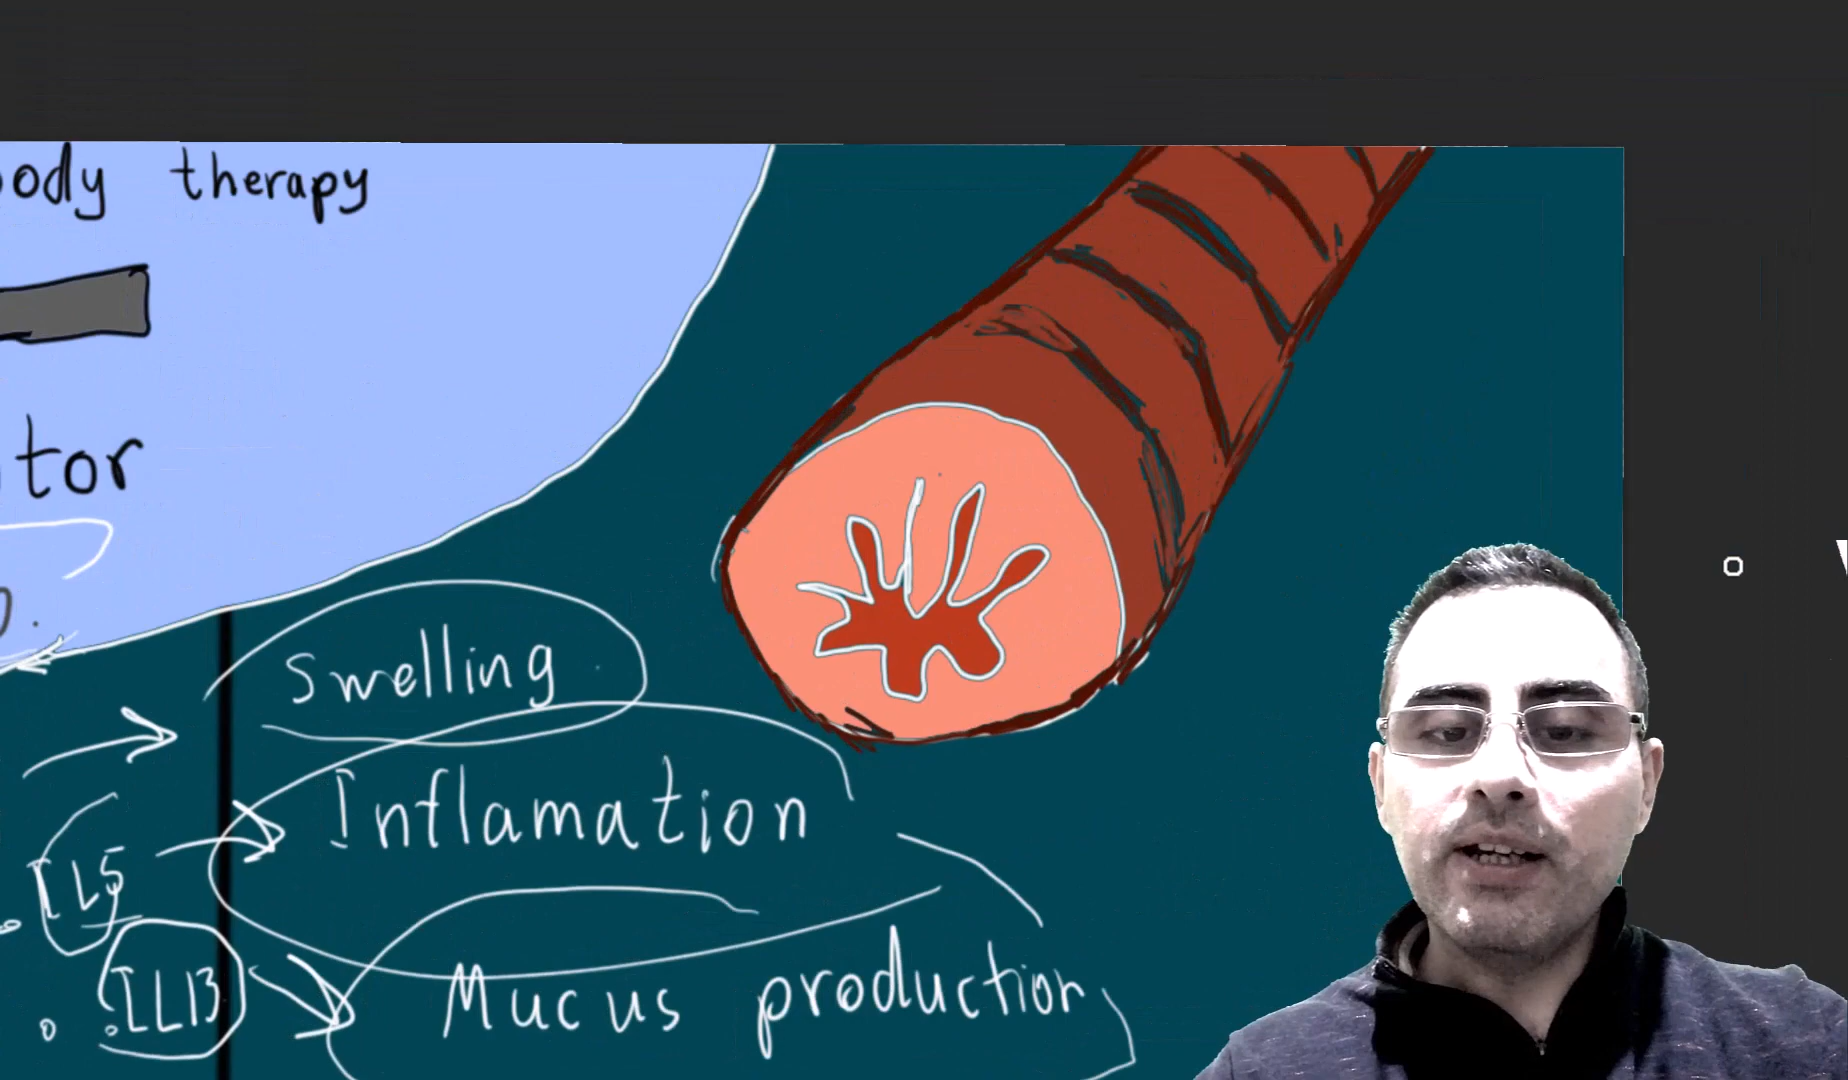 ody therapy
tor
Swelling
Inflamation
IL5
IL13
Mucus production